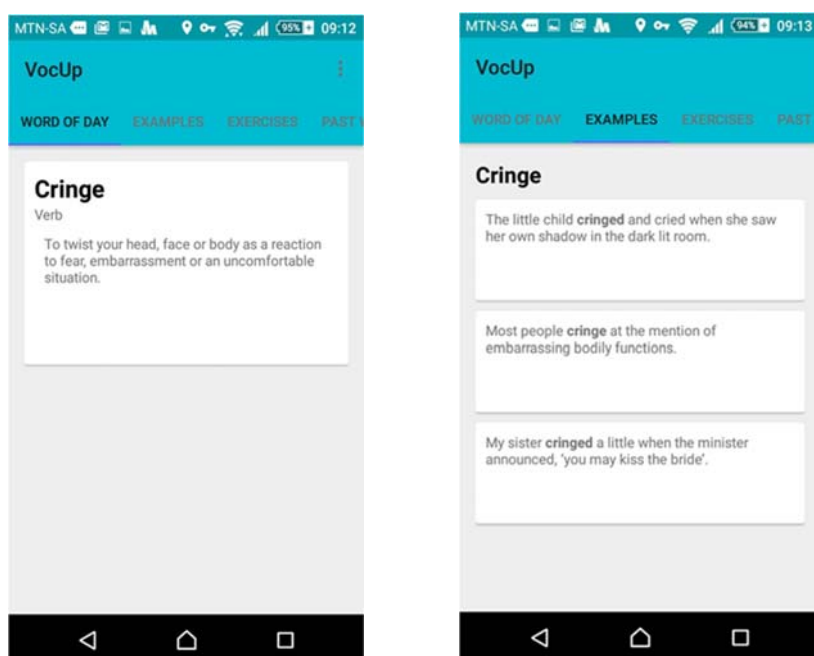 MTN-SA 95% 09:12
VocUp
WORD OF DAY EXAMPLES EXERCISES PAST
Cringe
Verb
To twist your head, face or body as a reaction
to fear, embarrassment or an uncomfortable
situation.
MTN-SA 94% 09:13
VocUp
WORD OF DAY EXAMPLES EXERCISES PAST
Cringe
The little child cringed and cried when she saw
her own shadow in the dark lit room.
Most people cringe at the mention of
embarrassing bodily functions.
My sister cringed a little when the minister
announced, 'you may kiss the bride'.